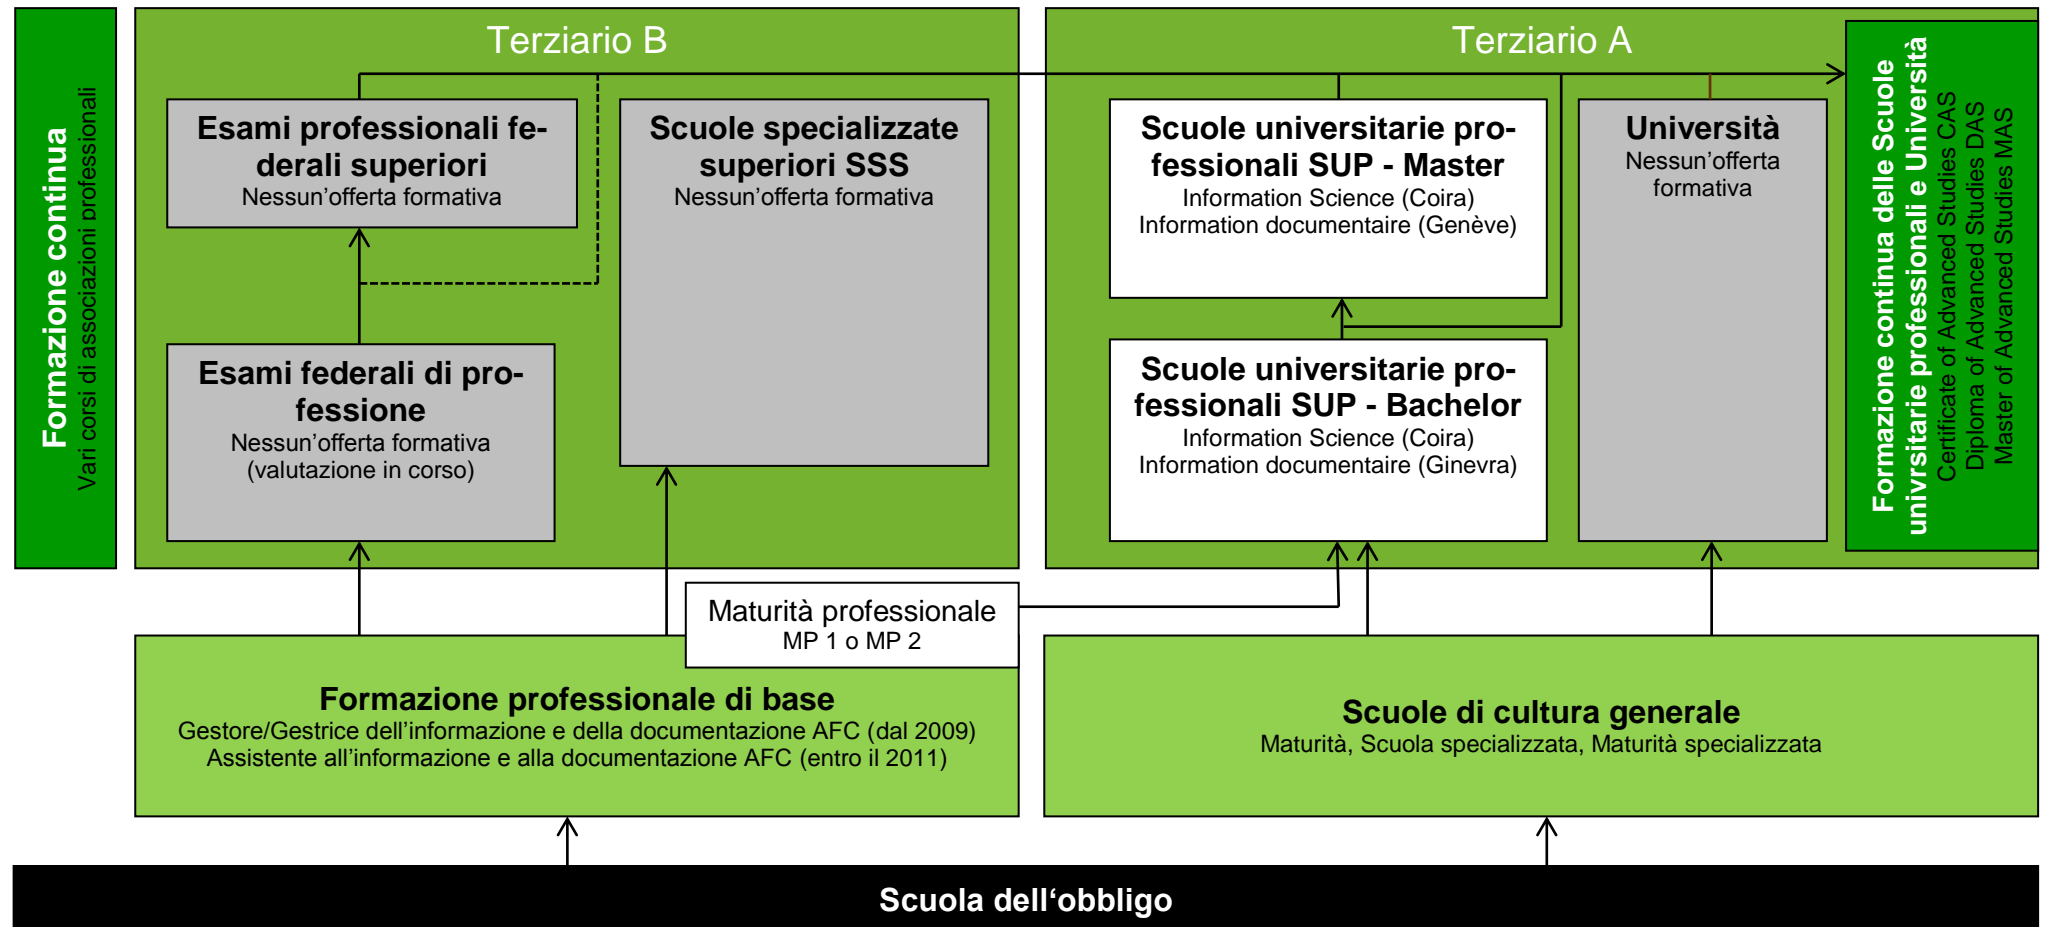 Formazione continua
Vari corsi di associazioni professionali
Terziario B
Esami professionali fe-
derali superiori
Nessun’offerta formativa
Scuole specializzate
superiori SSS
Nessun’offerta formativa
Esami federali di pro-
fessione
Nessun’offerta formativa
(valutazione in corso)
Terziario A
Scuole universitarie pro-
fessionali SUP - Master
Information Science (Coira)
Information documentaire (Genève)
Università
Nessun’offerta
formativa
Scuole universitarie pro-
fessionali SUP - Bachelor
Information Science (Coira)
Information documentaire (Ginevra)
Formazione continua delle Scuole
univrsitarie professionali e Università
Certificate of Advanced Studies CAS
Diploma of Advanced Studies DAS
Master of Advanced Studies MAS
Maturità professionale
MP 1 o MP 2
Formazione professionale di base
Gestore/Gestrice dell’informazione e della documentazione AFC (dal 2009)
Assistente all’informazione e alla documentazione AFC (entro il 2011)
Scuole di cultura generale
Maturità, Scuola specializzata, Maturità specializzata
Scuola dell‘obbligo